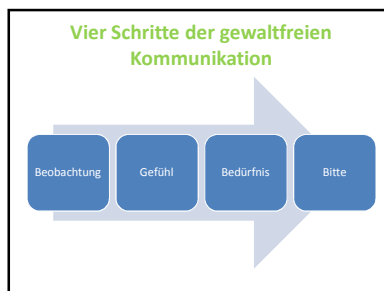 Vier Schritte der gewaltfreien
Kommunikation
Beobachtung
Gefühl
Bedürfnis
Bitte